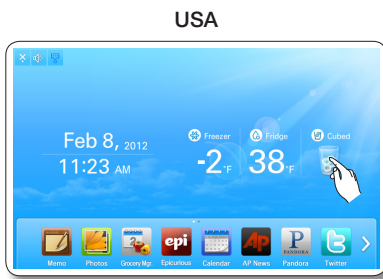 USA
Feb 8, 2012
11:23 AM
Freezer
-2°F
Fridge
38°F
Cubed
epi
AP
P
PANDORA
Memo
Photos
Grocery Mgr.
Epicurious
Calendar
AP News
Pandora
Twitter